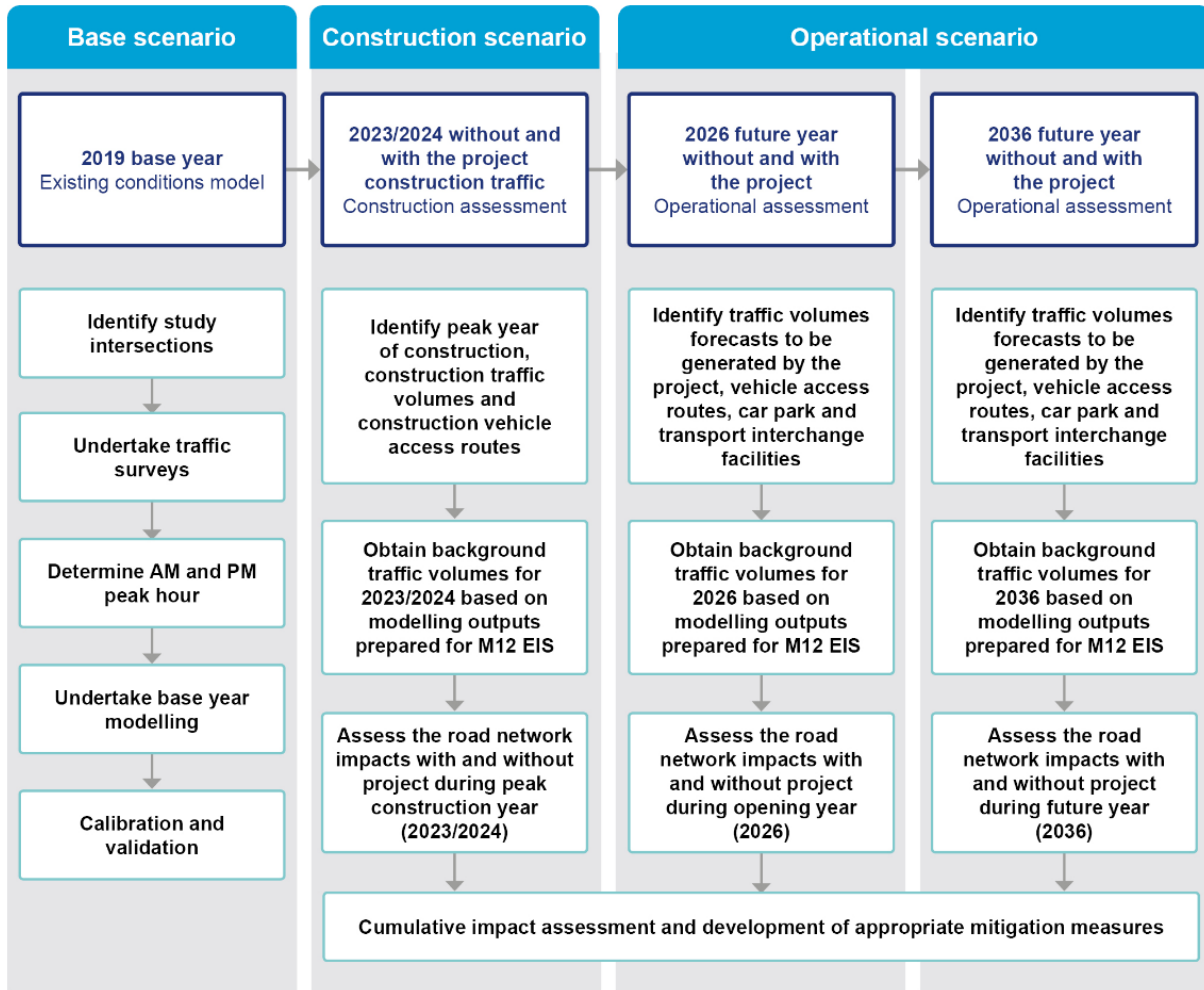 Base scenario
Construction scenario
Operational scenario
2019 base year
Existing conditions model
2023/2024 without and
with the project
construction traffic
Construction assessment
2026 future year
without and with
the project
Operational assessment
2036 future year
without and with
the project
Operational assessment
Identify study
intersections
Undertake traffic
surveys
Determine AM and PM
peak hour
Undertake base year
modelling
Calibration and
validation
Identify peak year
of construction,
construction traffic
volumes and
construction vehicle
access routes
Obtain background
traffic volumes for
2023/2024 based on
modelling outputs
prepared for M12 EIS
Assess the road network
impacts with and without
project during peak
construction year
(2023/2024)
Identify traffic volumes
forecasts to be
generated by the
project, vehicle access
routes, car park and
transport interchange
facilities
Obtain background
traffic volumes for
2026 based on
modelling outputs
prepared for M12 EIS
Assess the road
network impacts with
and without project
during opening year
(2026)
Identify traffic volumes
forecasts to be
generated by the
project, vehicle access
routes, car park and
transport interchange
facilities
Obtain background
traffic volumes for
2036 based on
modelling outputs
prepared for M12 EIS
Assess the road
network impacts with
and without project
during future year
(2036)
Cumulative impact assessment and development of appropriate mitigation measures